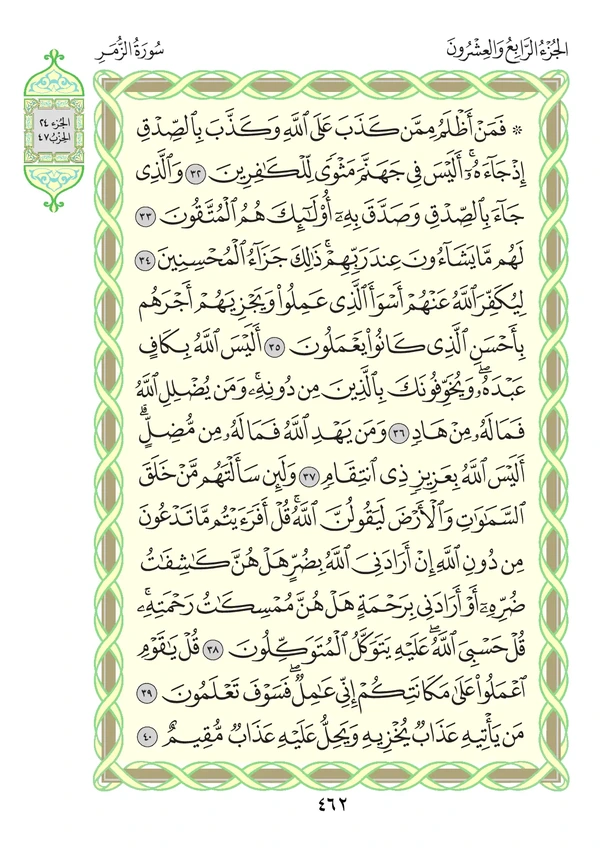 الجُزْءُ الرَّابِعُ وَالعِشْرُونَ
سُورَةُ الزُّمَرِ
الجزء ٢٤
الحزب ٤٧
۞ فَمَنْ أَظْلَمُ مِمَّن كَذَبَ عَلَى ٱللَّهِ وَكَذَّبَ بِٱلصِّدْقِ
إِذْ جَآءَهُۥٓۚ أَلَيْسَ فِى جَهَنَّمَ مَثْوًى لِّلْكَٰفِرِينَ ٣٢ وَٱلَّذِى
جَآءَ بِٱلصِّدْقِ وَصَدَّقَ بِهِۦٓ أُو۟لَٰٓئِكَ هُمُ ٱلْمُتَّقُونَ ٣٣
لَهُم مَّا يَشَآءُونَ عِندَ رَبِّهِمْۚ ذَٰلِكَ جَزَآءُ ٱلْمُحْسِنِينَ ٣٤
لِيُكَفِّرَ ٱللَّهُ عَنْهُمْ أَسْوَأَ ٱلَّذِى عَمِلُوا۟ وَيَجْزِيَهُمْ أَجْرَهُم
بِأَحْسَنِ ٱلَّذِى كَانُوا۟ يَعْمَلُونَ ٣٥ أَلَيْسَ ٱللَّهُ بِكَافٍ
عَبْدَهُۥۖ وَيُخَوِّفُونَكَ بِٱلَّذِينَ مِن دُونِهِۦۚ وَمَن يُضْلِلِ ٱللَّهُ
فَمَا لَهُۥ مِنْ هَادٍ ٣٦ وَمَن يَهْدِ ٱللَّهُ فَمَا لَهُۥ مِن مُّضِلٍّۗ
أَلَيْسَ ٱللَّهُ بِعَزِيزٍ ذِى ٱنتِقَامٍ ٣٧ وَلَئِن سَأَلْتَهُم مَّنْ خَلَقَ
ٱلسَّمَٰوَٰتِ وَٱلْأَرْضَ لَيَقُولُنَّ ٱللَّهُۚ قُلْ أَفَرَءَيْتُم مَّا تَدْعُونَ
مِن دُونِ ٱللَّهِ إِنْ أَرَادَنِىَ ٱللَّهُ بِضُرٍّ هَلْ هُنَّ كَٰشِفَٰتُ
ضُرِّهِۦٓ أَوْ أَرَادَنِى بِرَحْمَةٍ هَلْ هُنَّ مُمْسِكَٰتُ رَحْمَتِهِۦۚ
قُلْ حَسْبِىَ ٱللَّهُۖ عَلَيْهِ يَتَوَكَّلُ ٱلْمُتَوَكِّلُونَ ٣٨ قُلْ يَٰقَوْمِ
ٱعْمَلُوا۟ عَلَىٰ مَكَانَتِكُمْ إِنِّى عَٰمِلٌۖ فَسَوْفَ تَعْلَمُونَ ٣٩
مَن يَأْتِيهِ عَذَابٌ يُخْزِيهِ وَيَحِلُّ عَلَيْهِ عَذَابٌ مُّقِيمٌ ٤٠
٤٦٢